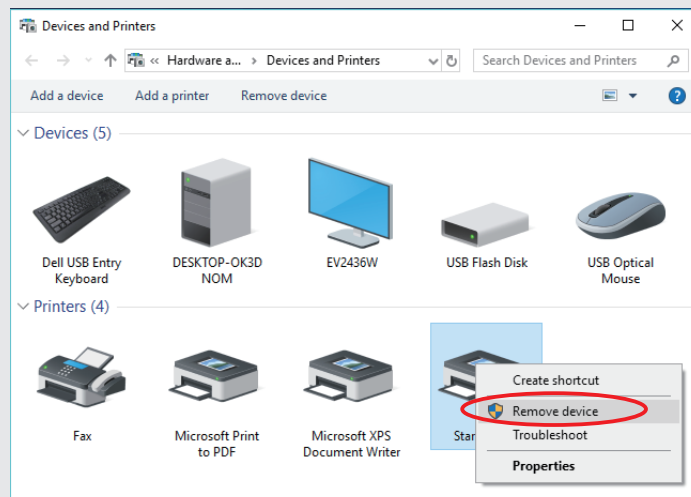 Devices and Printers
« Hardware a... › Devices and Printers
Search Devices and Printers
Add a device Add a printer Remove device
?
Devices (5)
Dell USB Entry Keyboard
DESKTOP-OK3D NOM
EV2436W
USB Flash Disk
USB Optical Mouse
Printers (4)
Fax
Microsoft Print to PDF
Microsoft XPS Document Writer
Star
Create shortcut
Remove device
Troubleshoot
Properties